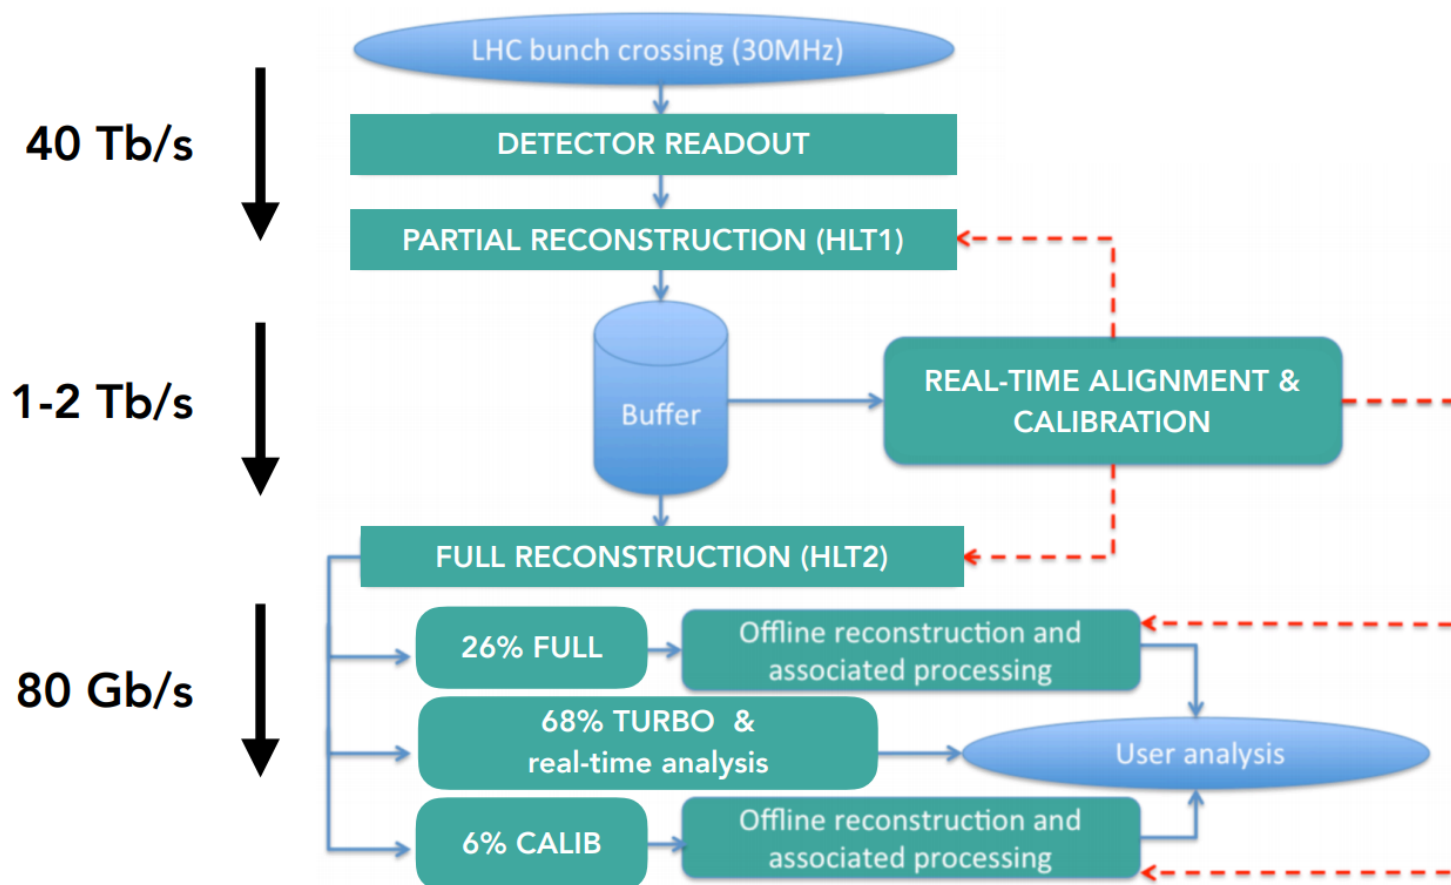 LHC bunch crossing (30MHz)
40 Tb/s
DETECTOR READOUT
PARTIAL RECONSTRUCTION (HLT1)
1-2 Tb/s
Buffer
REAL-TIME ALIGNMENT &
CALIBRATION
FULL RECONSTRUCTION (HLT2)
80 Gb/s
26% FULL
Offline reconstruction and
associated processing
68% TURBO &
real-time analysis
User analysis
6% CALIB
Offline reconstruction and
associated processing